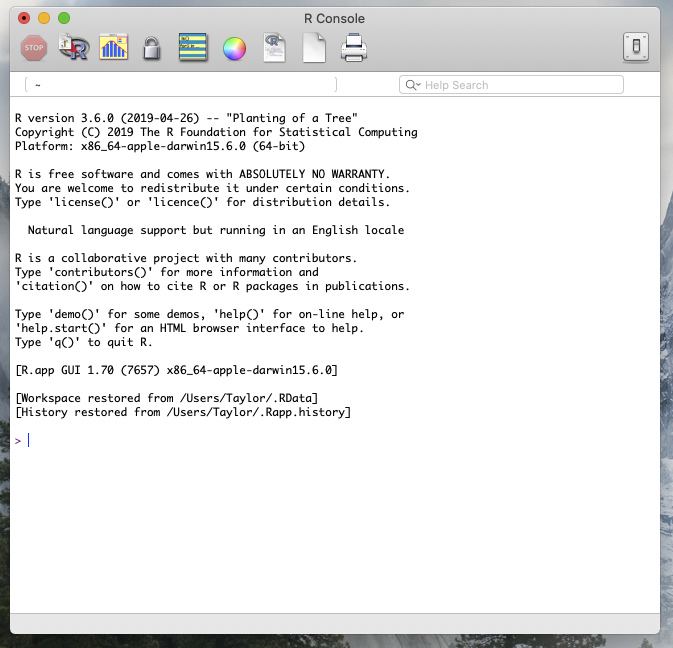 R Console
STOP
~
Help Search
R version 3.6.0 (2019-04-26) -- "Planting of a Tree"
Copyright (C) 2019 The R Foundation for Statistical Computing
Platform: x86_64-apple-darwin15.6.0 (64-bit)
R is free software and comes with ABSOLUTELY NO WARRANTY.
You are welcome to redistribute it under certain conditions.
Type 'license()' or 'licence()' for distribution details.
Natural language support but running in an English locale
R is a collaborative project with many contributors.
Type 'contributors()' for more information and
'citation()' on how to cite R or R packages in publications.
Type 'demo()' for some demos, 'help()' for on-line help, or
'help.start()' for an HTML browser interface to help.
Type 'q()' to quit R.
[R.app GUI 1.70 (7657) x86_64-apple-darwin15.6.0]
[Workspace restored from /Users/Taylor/.RData]
[History restored from /Users/Taylor/.Rapp.history]
>